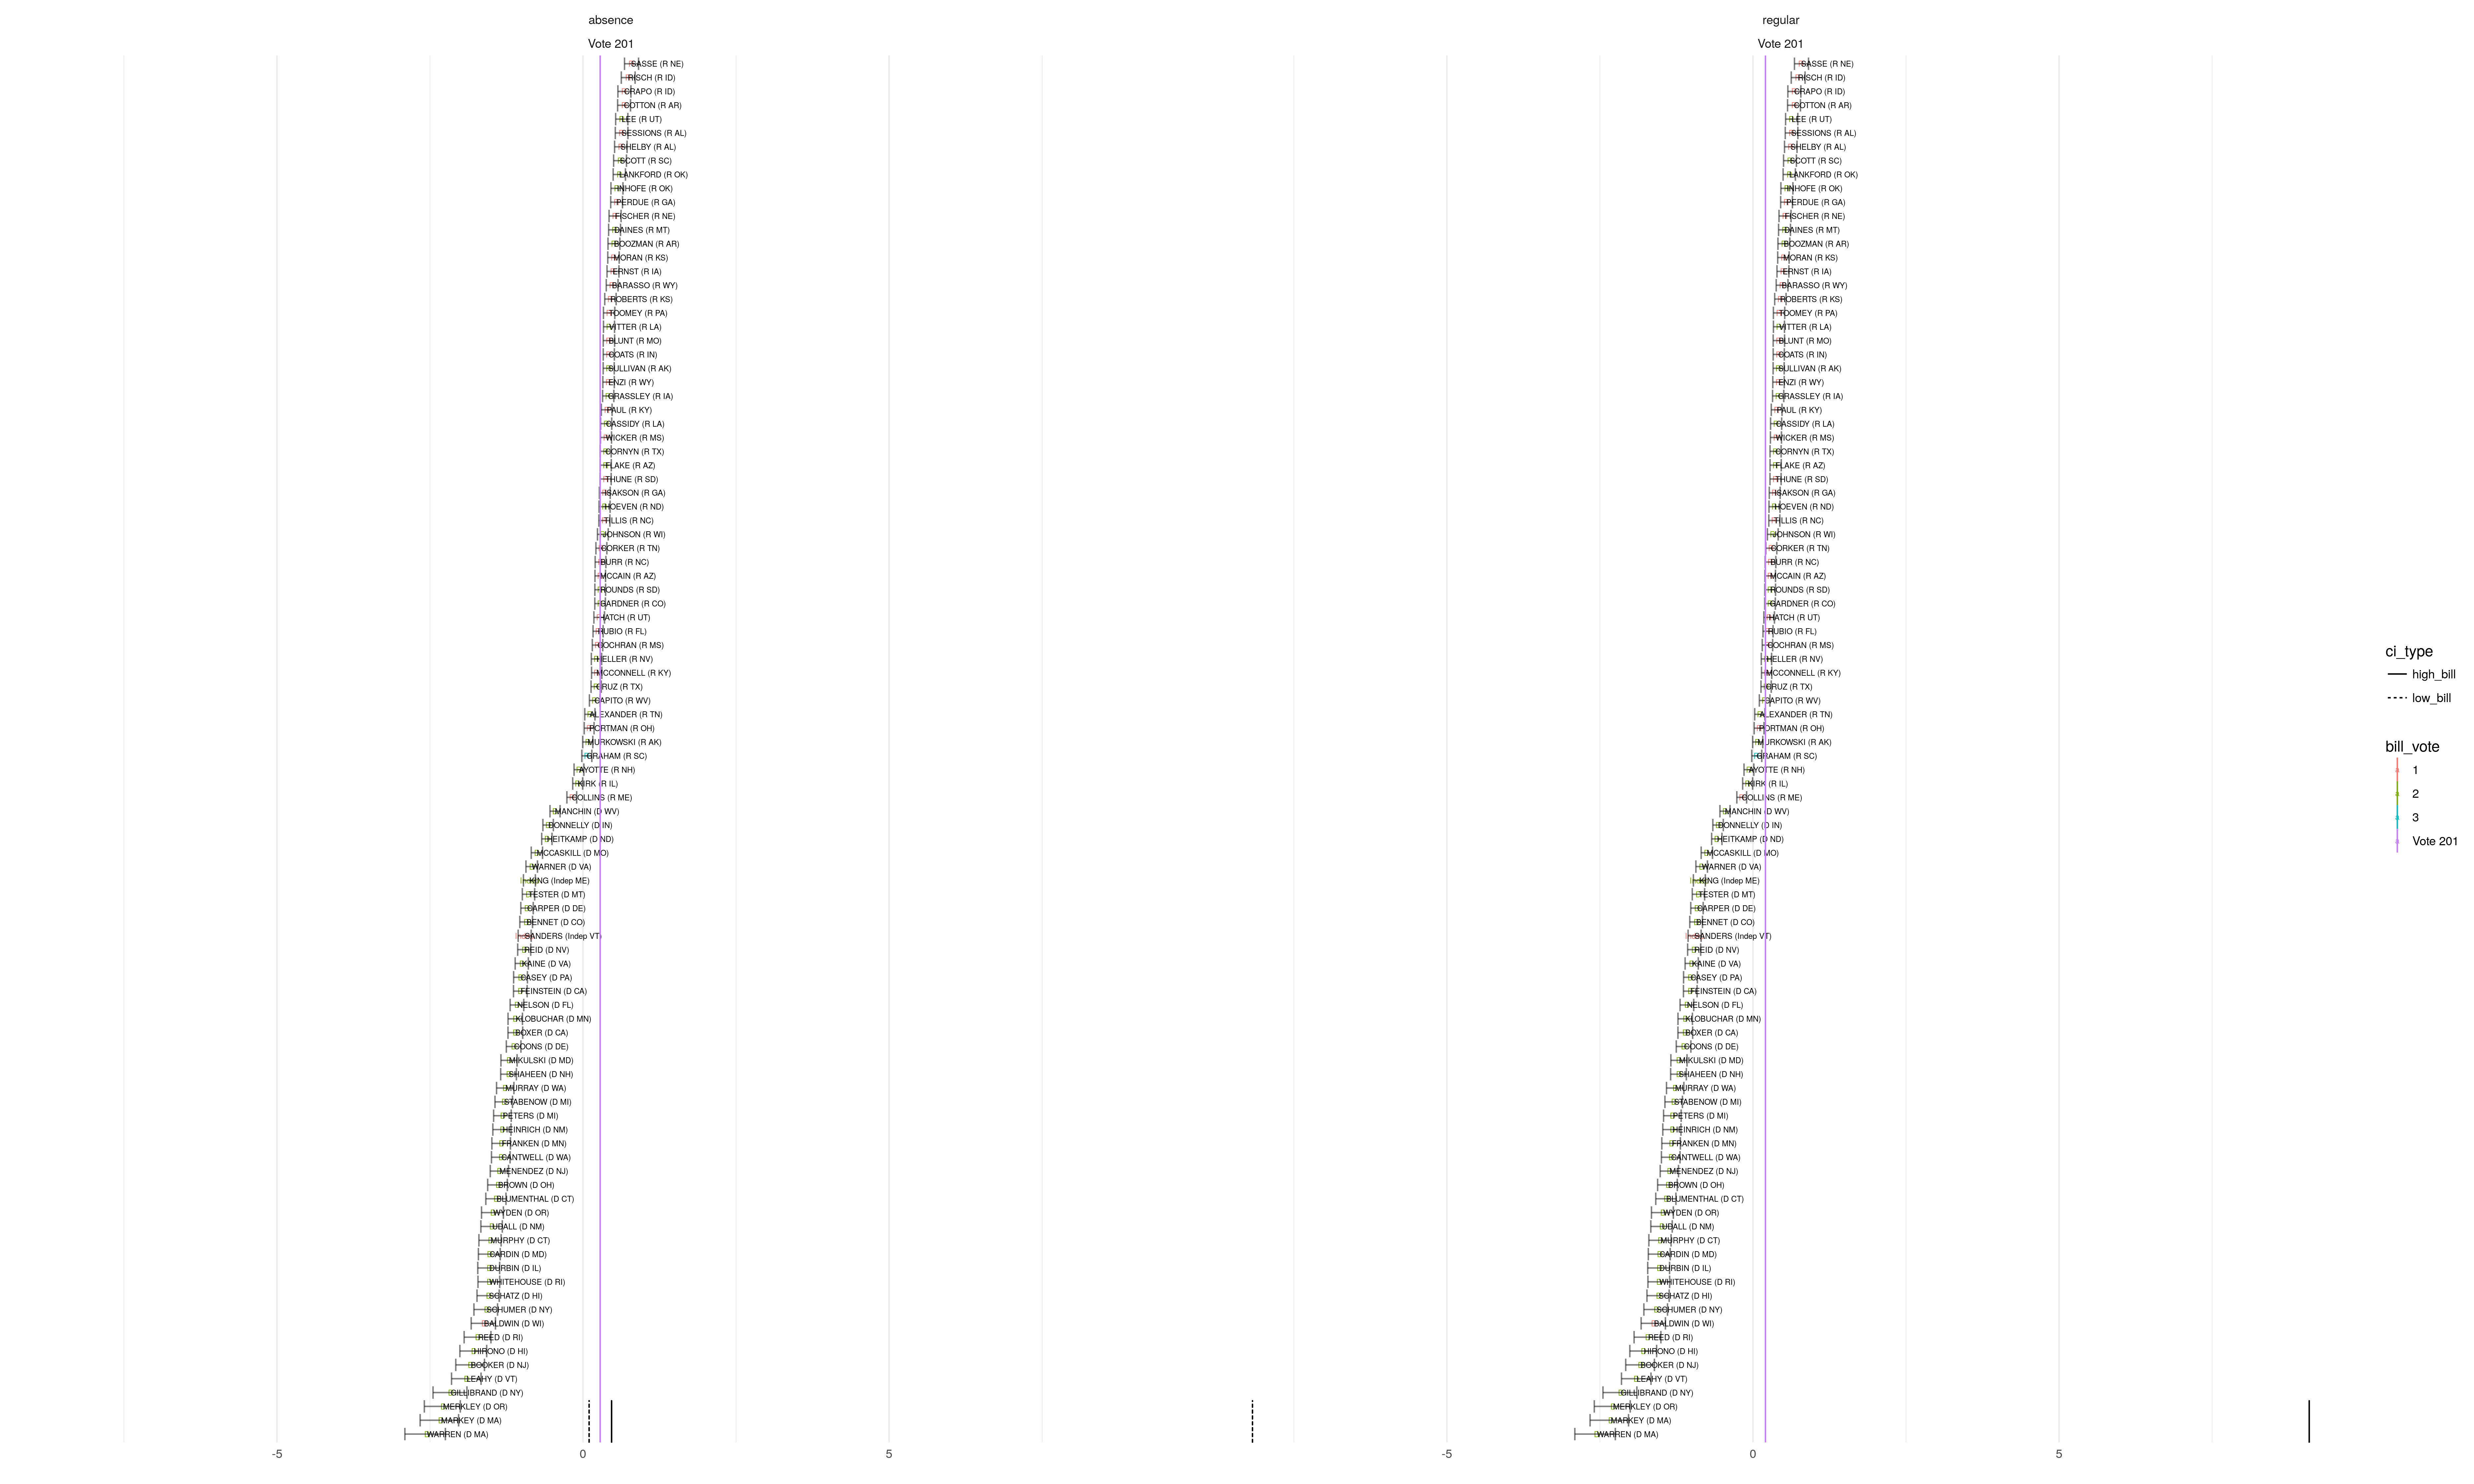 absence
Vote 201
SASSE (R NE)
RISCH (R ID)
CRAPO (R ID)
COTTON (R AR)
LEE (R UT)
SESSIONS (R AL)
SHELBY (R AL)
SCOTT (R SC)
LANKFORD (R OK)
INHOFE (R OK)
PERDUE (R GA)
FISCHER (R NE)
DAINES (R MT)
BOOZMAN (R AR)
MORAN (R KS)
ERNST (R IA)
BARASSO (R WY)
ROBERTS (R KS)
TOOMEY (R PA)
VITTER (R LA)
BLUNT (R MO)
COATS (R IN)
SULLIVAN (R AK)
ENZI (R WY)
GRASSLEY (R IA)
PAUL (R KY)
CASSIDY (R LA)
WICKER (R MS)
CORNYN (R TX)
FLAKE (R AZ)
THUNE (R SD)
ISAKSON (R GA)
HOEVEN (R ND)
TILLIS (R NC)
JOHNSON (R WI)
CORKER (R TN)
BURR (R NC)
MCCAIN (R AZ)
ROUNDS (R SD)
GARDNER (R CO)
HATCH (R UT)
RUBIO (R FL)
COCHRAN (R MS)
HELLER (R NV)
MCCONNELL (R KY)
CRUZ (R TX)
CAPITO (R WV)
ALEXANDER (R TN)
PORTMAN (R OH)
MURKOWSKI (R AK)
GRAHAM (R SC)
AYOTTE (R NH)
KIRK (R IL)
COLLINS (R ME)
MANCHIN (D WV)
DONNELLY (D IN)
HEITKAMP (D ND)
MCCASKILL (D MO)
WARNER (D VA)
KING (Indep ME)
TESTER (D MT)
CARPER (D DE)
BENNET (D CO)
SANDERS (Indep VT)
REID (D NV)
KAINE (D VA)
CASEY (D PA)
FEINSTEIN (D CA)
NELSON (D FL)
KLOBUCHAR (D MN)
BOXER (D CA)
COONS (D DE)
MIKULSKI (D MD)
SHAHEEN (D NH)
MURRAY (D WA)
STABENOW (D MI)
PETERS (D MI)
HEINRICH (D NM)
FRANKEN (D MN)
CANTWELL (D WA)
MENENDEZ (D NJ)
BROWN (D OH)
BLUMENTHAL (D CT)
WYDEN (D OR)
UDALL (D NM)
MURPHY (D CT)
CARDIN (D MD)
DURBIN (D IL)
WHITEHOUSE (D RI)
SCHATZ (D HI)
SCHUMER (D NY)
BALDWIN (D WI)
REED (D RI)
HIRONO (D HI)
BOOKER (D NJ)
LEAHY (D VT)
GILLIBRAND (D NY)
MERKLEY (D OR)
MARKEY (D MA)
WARREN (D MA)
-5 0 5
regular
Vote 201
SASSE (R NE)
RISCH (R ID)
CRAPO (R ID)
COTTON (R AR)
LEE (R UT)
SESSIONS (R AL)
SHELBY (R AL)
SCOTT (R SC)
LANKFORD (R OK)
INHOFE (R OK)
PERDUE (R GA)
FISCHER (R NE)
DAINES (R MT)
BOOZMAN (R AR)
MORAN (R KS)
ERNST (R IA)
BARASSO (R WY)
ROBERTS (R KS)
TOOMEY (R PA)
VITTER (R LA)
BLUNT (R MO)
COATS (R IN)
SULLIVAN (R AK)
ENZI (R WY)
GRASSLEY (R IA)
PAUL (R KY)
CASSIDY (R LA)
WICKER (R MS)
CORNYN (R TX)
FLAKE (R AZ)
THUNE (R SD)
ISAKSON (R GA)
HOEVEN (R ND)
TILLIS (R NC)
JOHNSON (R WI)
CORKER (R TN)
BURR (R NC)
MCCAIN (R AZ)
ROUNDS (R SD)
GARDNER (R CO)
HATCH (R UT)
RUBIO (R FL)
COCHRAN (R MS)
HELLER (R NV)
MCCONNELL (R KY)
CRUZ (R TX)
CAPITO (R WV)
ALEXANDER (R TN)
PORTMAN (R OH)
MURKOWSKI (R AK)
GRAHAM (R SC)
AYOTTE (R NH)
KIRK (R IL)
COLLINS (R ME)
MANCHIN (D WV)
DONNELLY (D IN)
HEITKAMP (D ND)
MCCASKILL (D MO)
WARNER (D VA)
KING (Indep ME)
TESTER (D MT)
CARPER (D DE)
BENNET (D CO)
SANDERS (Indep VT)
REID (D NV)
KAINE (D VA)
CASEY (D PA)
FEINSTEIN (D CA)
NELSON (D FL)
KLOBUCHAR (D MN)
BOXER (D CA)
COONS (D DE)
MIKULSKI (D MD)
SHAHEEN (D NH)
MURRAY (D WA)
STABENOW (D MI)
PETERS (D MI)
HEINRICH (D NM)
FRANKEN (D MN)
CANTWELL (D WA)
MENENDEZ (D NJ)
BROWN (D OH)
BLUMENTHAL (D CT)
WYDEN (D OR)
UDALL (D NM)
MURPHY (D CT)
CARDIN (D MD)
DURBIN (D IL)
WHITEHOUSE (D RI)
SCHATZ (D HI)
SCHUMER (D NY)
BALDWIN (D WI)
REED (D RI)
HIRONO (D HI)
BOOKER (D NJ)
LEAHY (D VT)
GILLIBRAND (D NY)
MERKLEY (D OR)
MARKEY (D MA)
WARREN (D MA)
-5 0 5
ci_type
high_bill
low_bill
bill_vote
1
2
3
Vote 201